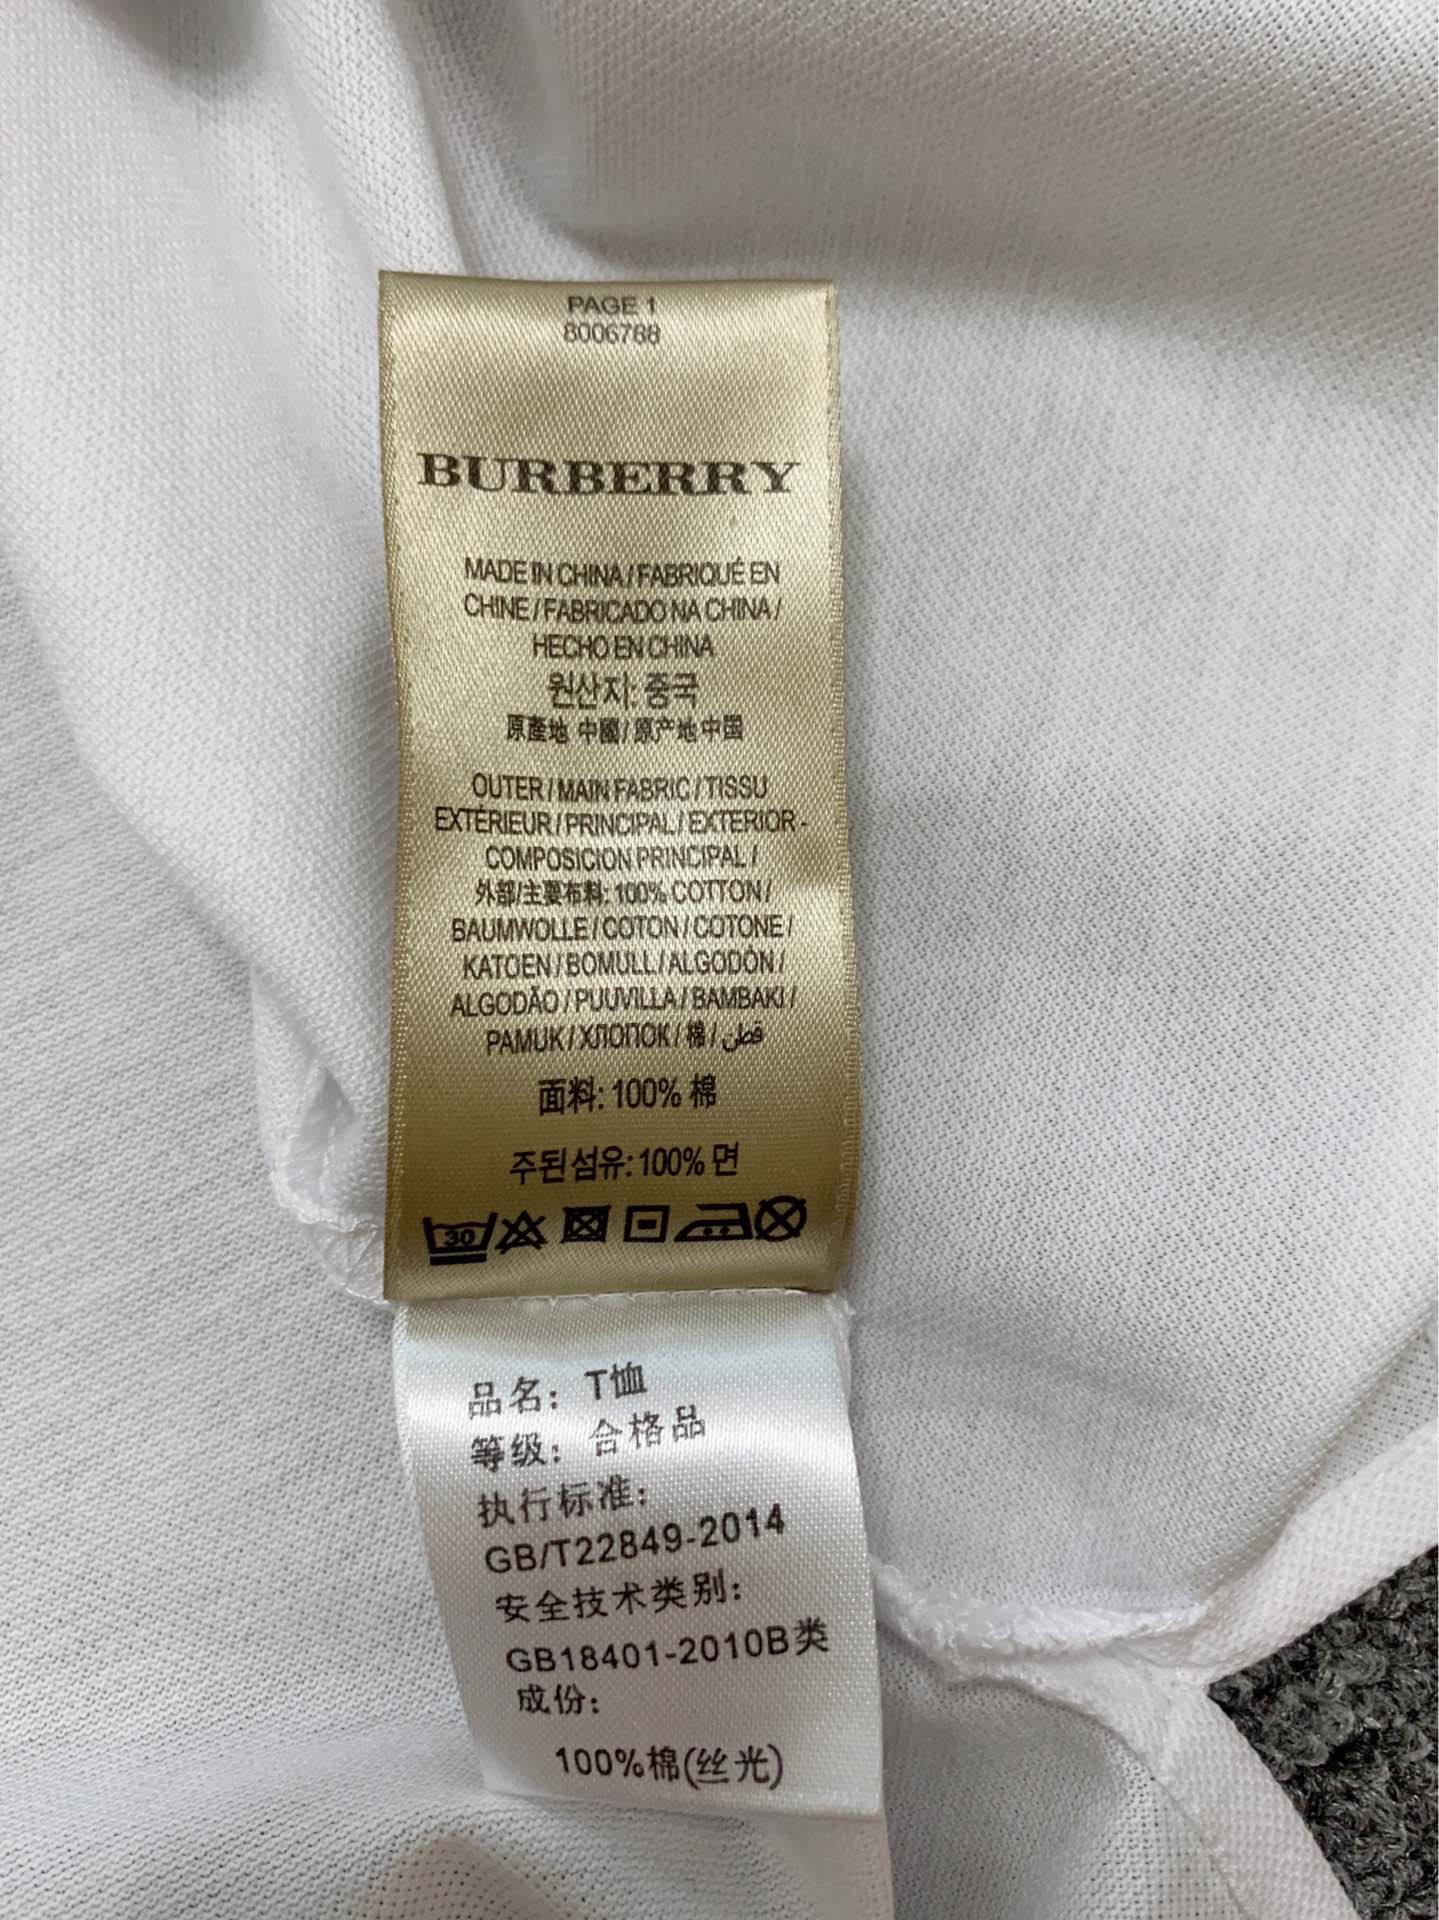 PAGE 1
8006788
BURBERRY
MADE IN CHINA / FABRIQUÉ EN
CHINE / FABRICADO NA CHINA /
HECHO EN CHINA
원산지: 중국
原產地 中國 / 原产地 中国
OUTER / MAIN FABRIC / TISSU
EXTÉRIEUR / PRINCIPAL / EXTERIOR -
COMPOSICION PRINCIPAL /
外部/主要布料: 100% COTTON /
BAUMWOLLE / COTON / COTONE /
KATOEN / BOMULL / ALGODÓN /
ALGODÃO / PUUVILLA / BAMBAKI /
PAMUK / ХЛОПОК / 棉 / قطن
面料: 100% 棉
주된 섬유: 100% 면
30
品名: T恤
等级: 合格品
执行标准:
GB/T22849-2014
安全技术类别:
GB18401-2010B类
成份:
100%棉(丝光)